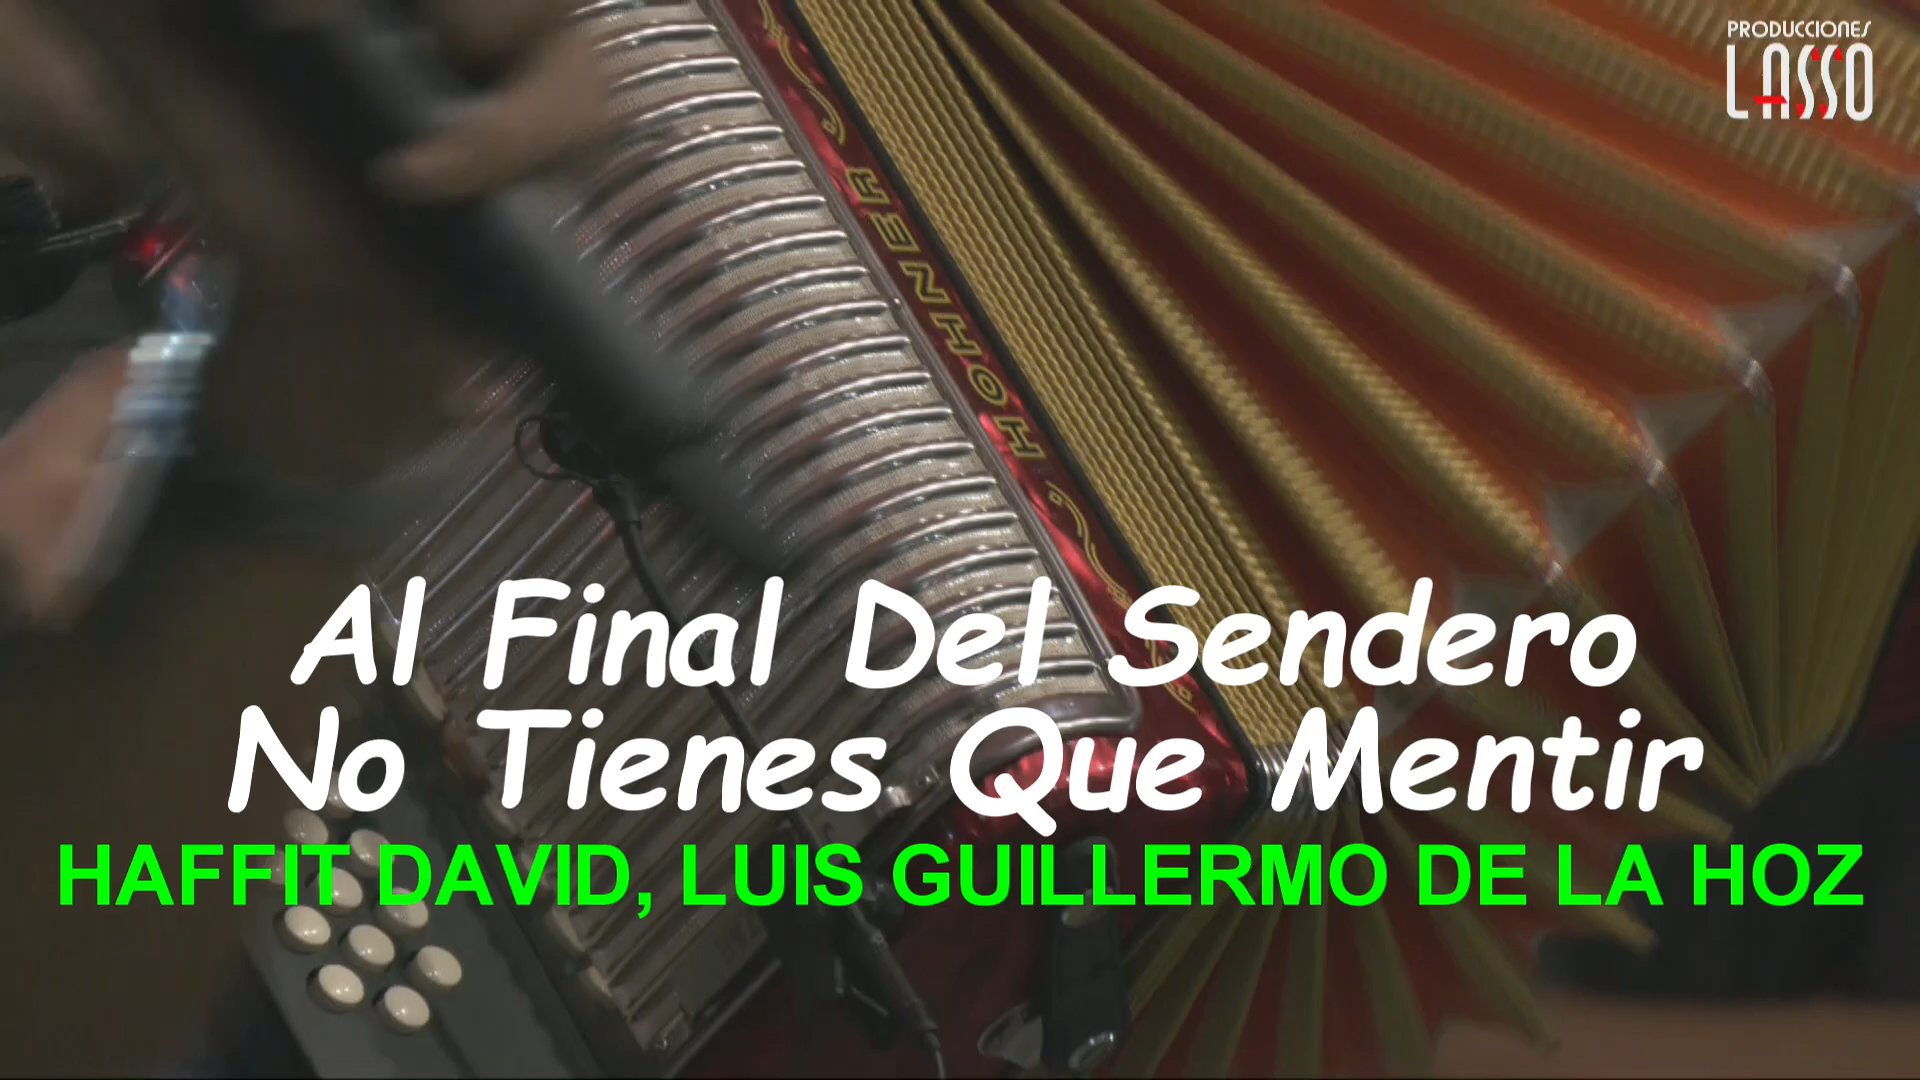 PRODUCCIONES
LASSO
HOHNER
Al Final Del Sendero
No Tienes Que Mentir
HAFFIT DAVID, LUIS GUILLERMO DE LA HOZ